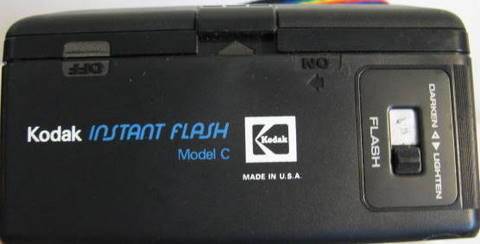 OFF
ON
Kodak INSTANT FLASH
Model C
Kodak
MADE IN U.S.A.
DARKEN ◁ ▷ LIGHTEN
FLASH